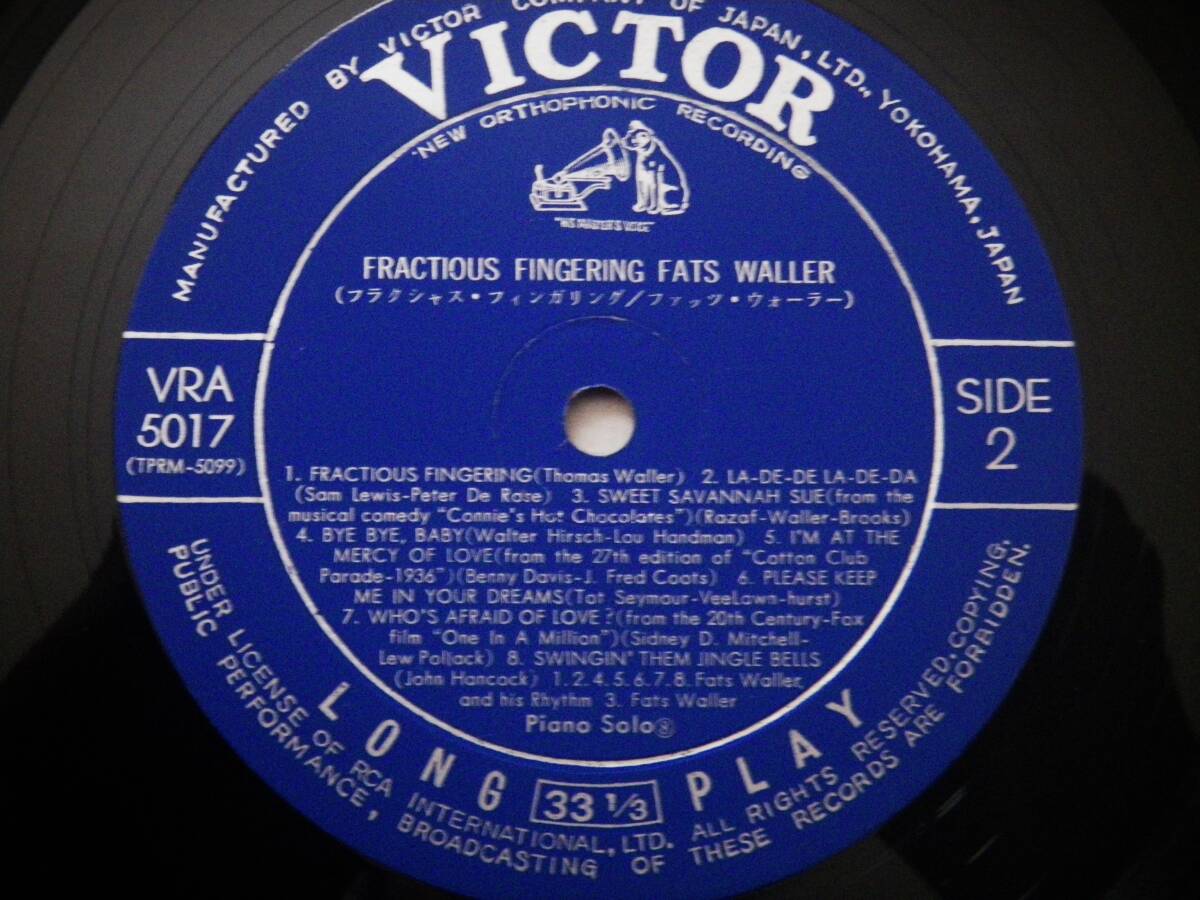 MANUFACTURED BY VICTOR COMPANY OF JAPAN, LTD., YOKOHAMA, JAPAN
VICTOR
"NEW ORTHOPHONIC RECORDING"
"HIS MASTER'S VOICE"
FRACTIOUS FINGERING FATS WALLER
(フラクシャス・フィンガリング/ファッツ・ウォーラー)
VRA
5017
(TPRM-5099)
SIDE
2
1. FRACTIOUS FINGERING(Thomas Waller) 2. LA-DE-DE LA-DE-DA
(Sam Lewis-Peter De Rose) 3. SWEET SAVANNAH SUE(from the
musical comedy "Connie's Hot Chocolates")(Razaf-Waller-Brooks)
4. BYE BYE, BABY(Walter Hirsch-Lou Handman) 5. I'M AT THE
MERCY OF LOVE(from the 27th edition of "Cotton Club
Parade-1936")(Benny Davis-J. Fred Coots) 6. PLEASE KEEP
ME IN YOUR DREAMS(Tot Seymour-VeeLawn-hurst)
7. WHO'S AFRAID OF LOVE?(from the 20th Century-Fox
film "One In A Million")(Sidney D. Mitchell-
Lew Pollack) 8. SWINGIN' THEM JINGLE BELLS
(John Hancock) 1.2.4.5.6.7.8. Fats Waller,
and his Rhythm 3. Fats Waller
Piano Solo
LONG 33 1/3 PLAY
UNDER LICENSE OF RCA INTERNATIONAL, LTD. ALL RIGHTS RESERVED. COPYING,
PUBLIC PERFORMANCE, BROADCASTING OF THESE RECORDS ARE FORBIDDEN.